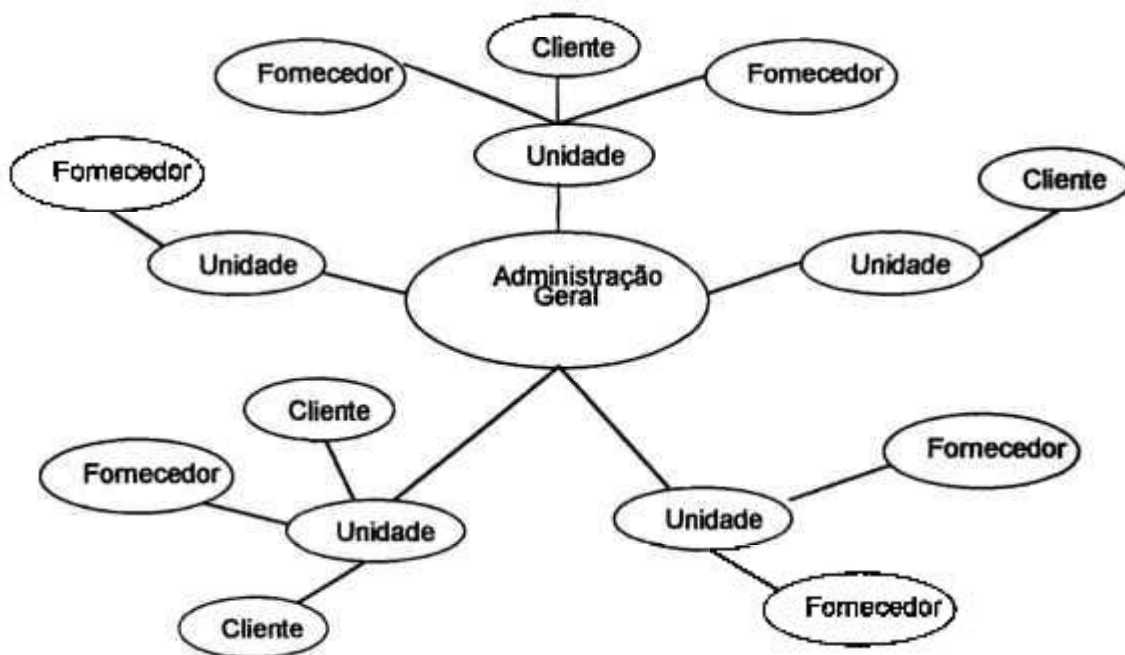 Cliente
Fornecedor
Fornecedor
Unidade
Fornecedor
Cliente
Unidade
Unidade
Administração
Geral
Cliente
Fornecedor
Fornecedor
Unidade
Unidade
Fornecedor
Cliente